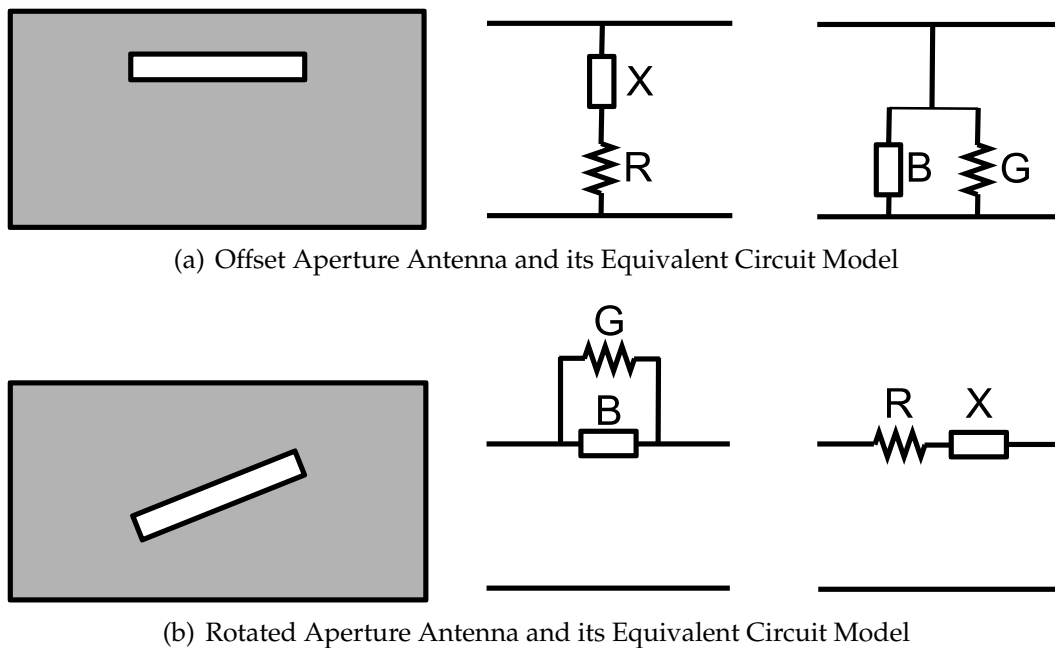 X
R
B
G
(a) Offset Aperture Antenna and its Equivalent Circuit Model
G
B
R
X
(b) Rotated Aperture Antenna and its Equivalent Circuit Model